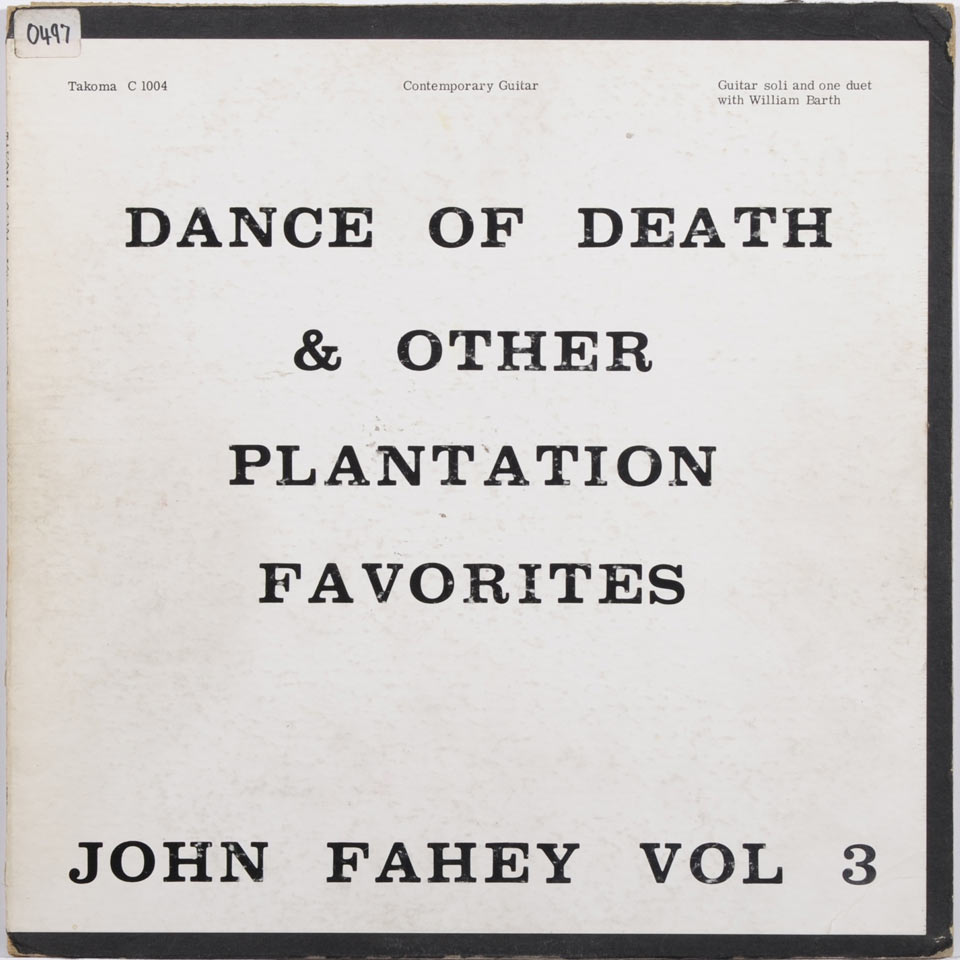 0497
Takoma C 1004
Contemporary Guitar
Guitar soli and one duet
with William Barth
DANCE OF DEATH
& OTHER
PLANTATION
FAVORITES
JOHN FAHEY VOL 3